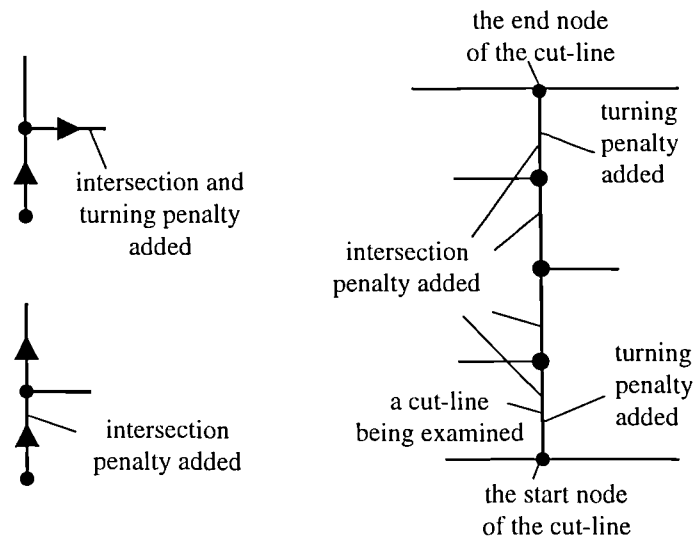 intersection and
turning penalty
added
intersection
penalty added
the end node
of the cut-line
turning
penalty
added
intersection
penalty added
turning
penalty
added
a cut-line
being examined
the start node
of the cut-line